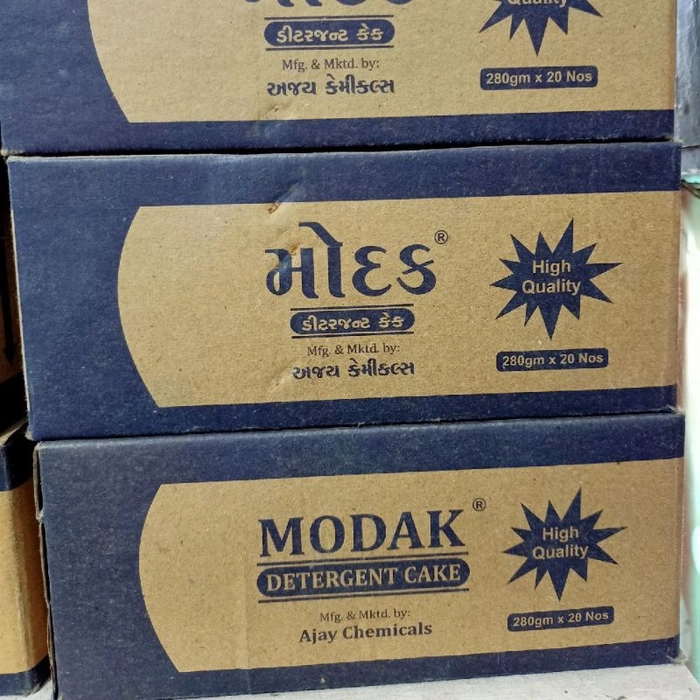 Quality
ડીટરજન્ટ કેક
Mfg. & Mktd. by:
અજય કેમીકલ્સ
280gm x 20 Nos
મોદક®
High
Quality
ડીટરજન્ટ કેક
Mfg. & Mktd. by:
અજય કેમીકલ્સ
280gm x 20 Nos
MODAK®
High
Quality
DETERGENT CAKE
Mfg. & Mktd. by:
Ajay Chemicals
280gm x 20 Nos